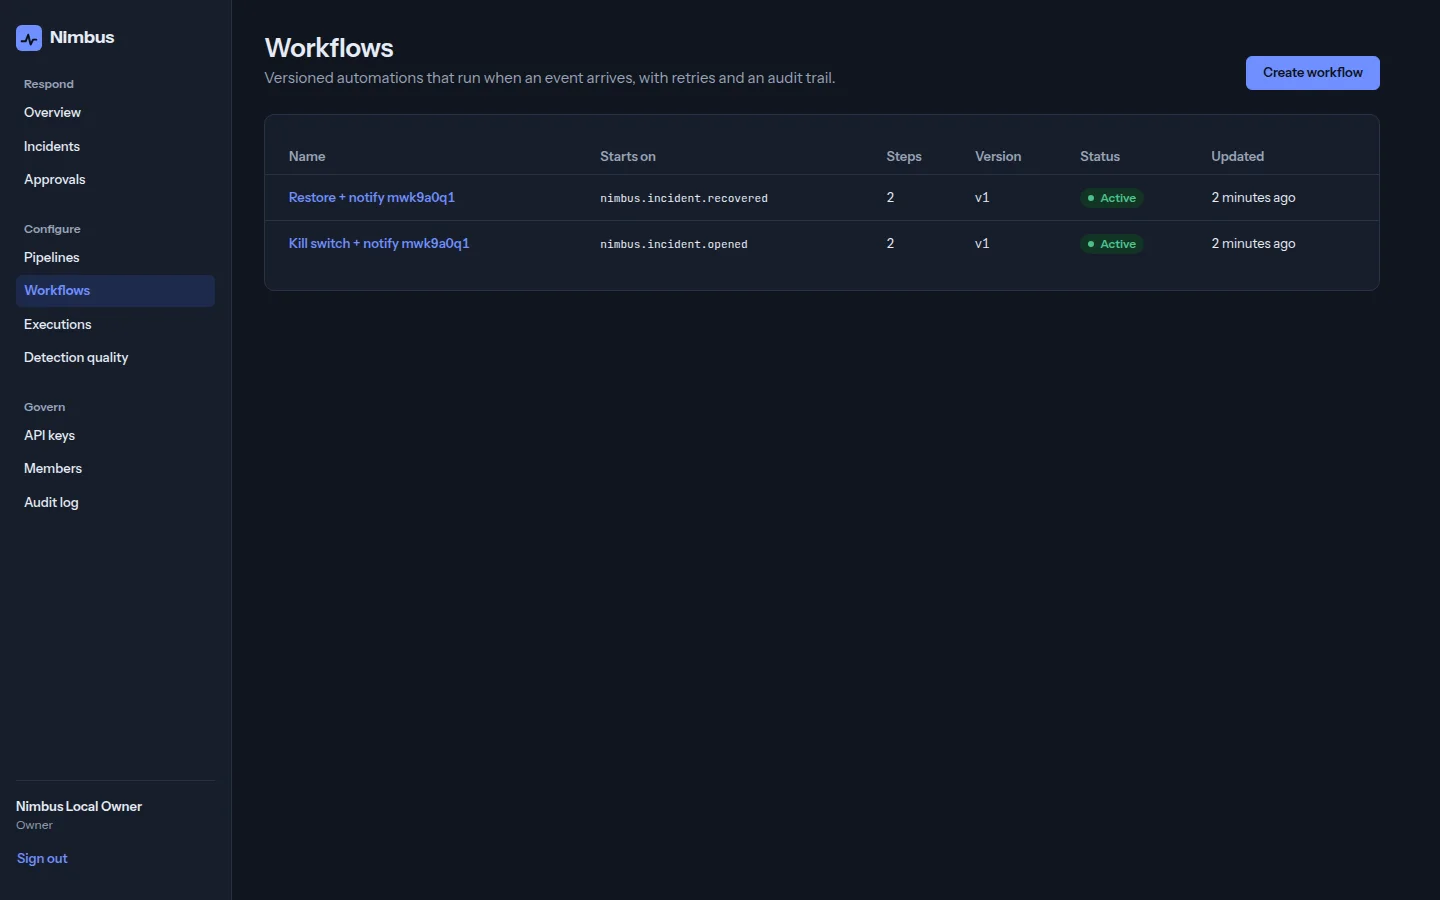 NImbus
Respond
Overview
Incidents
Approvals
Configure
Pipelines
Workflows
Executions
Detection quality
Govern
API keys
Members
Audit log
Nimbus Local Owner
Owner
Sign out
Workflows
Versioned automations that run when an event arrives, with retries and an audit trail.
Create workflow
Name Starts on Steps Version Status Updated
Restore + notify mwk9a0q1 nimbus.incident.recovered 2 v1 Active 2 minutes ago
Kill switch + notify mwk9a0q1 nimbus.incident.opened 2 v1 Active 2 minutes ago